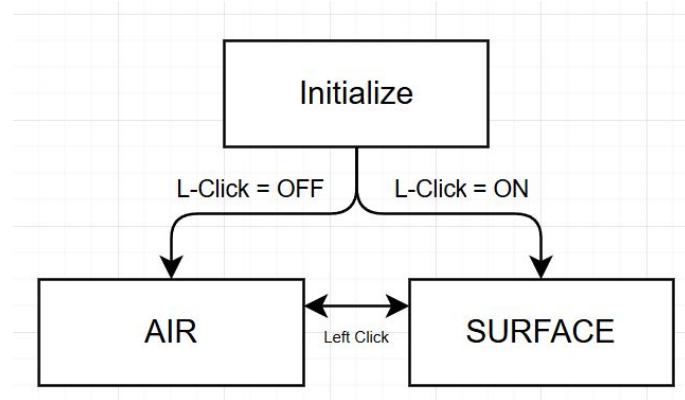 Initialize
L-Click = OFF
L-Click = ON
AIR
Left Click
SURFACE